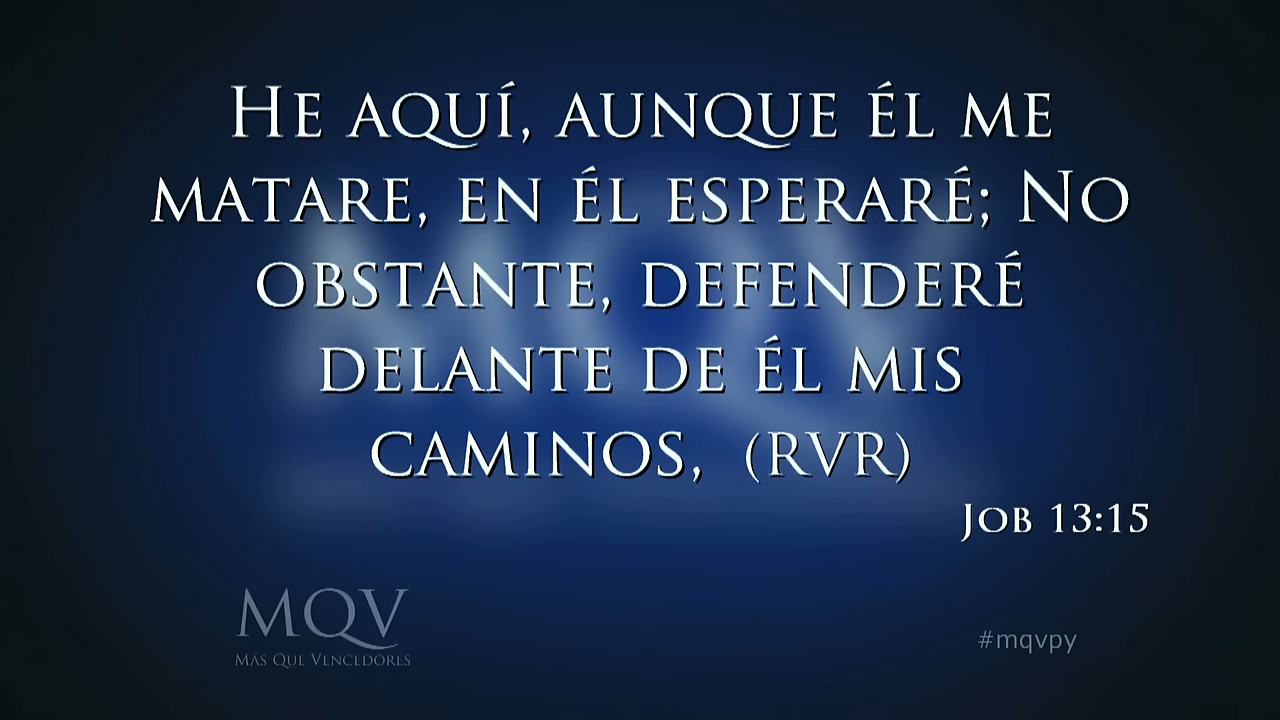 He aquí, aunque él me
matare, en él esperaré; No
obstante, defenderé
delante de él mis
caminos, (RVR)
Job 13:15
MQV
Más Que Vencedores
#mqvpy